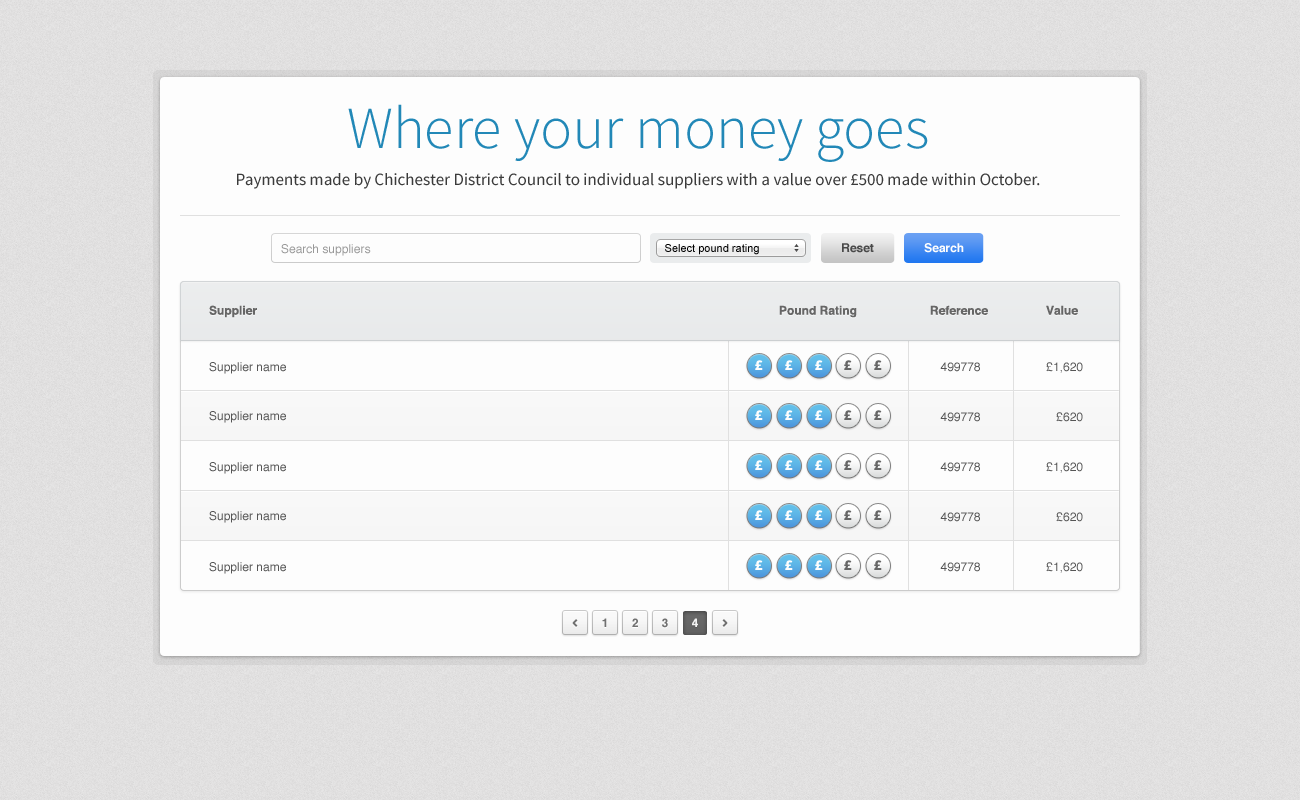 Where your money goes
Payments made by Chichester District Council to individual suppliers with a value over £500 made within October.
Search suppliers Select pound rating Reset Search
Supplier Pound Rating Reference Value
Supplier name £ £ £ £ £ 499778 £1,620
Supplier name £ £ £ £ £ 499778 £620
Supplier name £ £ £ £ £ 499778 £1,620
Supplier name £ £ £ £ £ 499778 £620
Supplier name £ £ £ £ £ 499778 £1,620
‹ 1 2 3 4 ›